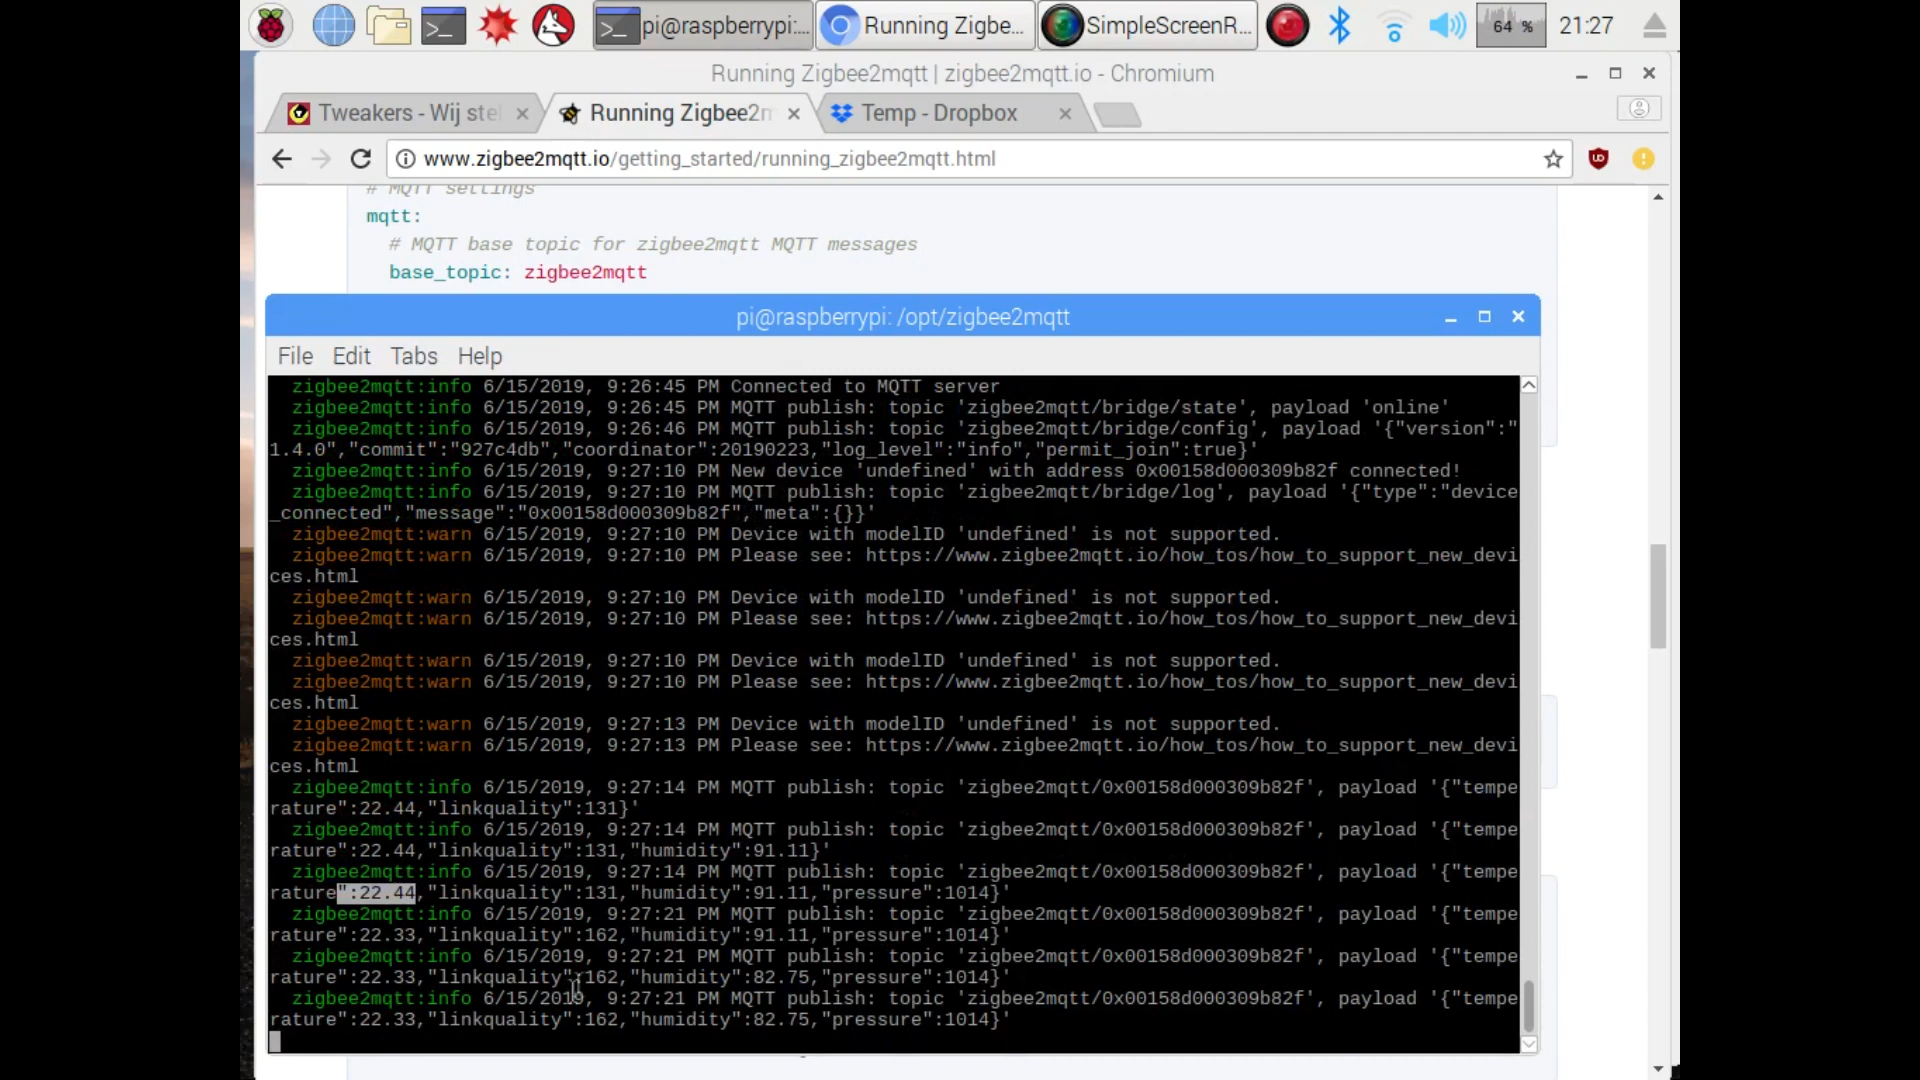 pi@raspberrypi:...
Running Zigbe...
SimpleScreenR...
64 %
21:27
Running Zigbee2mqtt | zigbee2mqtt.io - Chromium
Tweakers - Wij stel
Running Zigbee2m
Temp - Dropbox
www.zigbee2mqtt.io/getting_started/running_zigbee2mqtt.html
# MQTT settings
mqtt:
# MQTT base topic for zigbee2mqtt MQTT messages
base_topic: zigbee2mqtt
pi@raspberrypi: /opt/zigbee2mqtt
File Edit Tabs Help
zigbee2mqtt:info 6/15/2019, 9:26:45 PM Connected to MQTT server
zigbee2mqtt:info 6/15/2019, 9:26:45 PM MQTT publish: topic 'zigbee2mqtt/bridge/state', payload 'online'
zigbee2mqtt:info 6/15/2019, 9:26:46 PM MQTT publish: topic 'zigbee2mqtt/bridge/config', payload '{"version":"
1.4.0","commit":"927c4db","coordinator":20190223,"log_level":"info","permit_join":true}'
zigbee2mqtt:info 6/15/2019, 9:27:10 PM New device 'undefined' with address 0x00158d000309b82f connected!
zigbee2mqtt:info 6/15/2019, 9:27:10 PM MQTT publish: topic 'zigbee2mqtt/bridge/log', payload '{"type":"device
_connected","message":"0x00158d000309b82f","meta":{}}'
zigbee2mqtt:warn 6/15/2019, 9:27:10 PM Device with modelID 'undefined' is not supported.
zigbee2mqtt:warn 6/15/2019, 9:27:10 PM Please see: https://www.zigbee2mqtt.io/how_tos/how_to_support_new_devi
ces.html
zigbee2mqtt:warn 6/15/2019, 9:27:10 PM Device with modelID 'undefined' is not supported.
zigbee2mqtt:warn 6/15/2019, 9:27:10 PM Please see: https://www.zigbee2mqtt.io/how_tos/how_to_support_new_devi
ces.html
zigbee2mqtt:warn 6/15/2019, 9:27:10 PM Device with modelID 'undefined' is not supported.
zigbee2mqtt:warn 6/15/2019, 9:27:10 PM Please see: https://www.zigbee2mqtt.io/how_tos/how_to_support_new_devi
ces.html
zigbee2mqtt:warn 6/15/2019, 9:27:13 PM Device with modelID 'undefined' is not supported.
zigbee2mqtt:warn 6/15/2019, 9:27:13 PM Please see: https://www.zigbee2mqtt.io/how_tos/how_to_support_new_devi
ces.html
zigbee2mqtt:info 6/15/2019, 9:27:14 PM MQTT publish: topic 'zigbee2mqtt/0x00158d000309b82f', payload '{"tempe
rature":22.44,"linkquality":131}'
zigbee2mqtt:info 6/15/2019, 9:27:14 PM MQTT publish: topic 'zigbee2mqtt/0x00158d000309b82f', payload '{"tempe
rature":22.44,"linkquality":131,"humidity":91.11}'
zigbee2mqtt:info 6/15/2019, 9:27:14 PM MQTT publish: topic 'zigbee2mqtt/0x00158d000309b82f', payload '{"tempe
rature":22.44,"linkquality":131,"humidity":91.11,"pressure":1014}'
zigbee2mqtt:info 6/15/2019, 9:27:21 PM MQTT publish: topic 'zigbee2mqtt/0x00158d000309b82f', payload '{"tempe
rature":22.33,"linkquality":162,"humidity":91.11,"pressure":1014}'
zigbee2mqtt:info 6/15/2019, 9:27:21 PM MQTT publish: topic 'zigbee2mqtt/0x00158d000309b82f', payload '{"tempe
rature":22.33,"linkquality":162,"humidity":82.75,"pressure":1014}'
zigbee2mqtt:info 6/15/2019, 9:27:21 PM MQTT publish: topic 'zigbee2mqtt/0x00158d000309b82f', payload '{"tempe
rature":22.33,"linkquality":162,"humidity":82.75,"pressure":1014}'